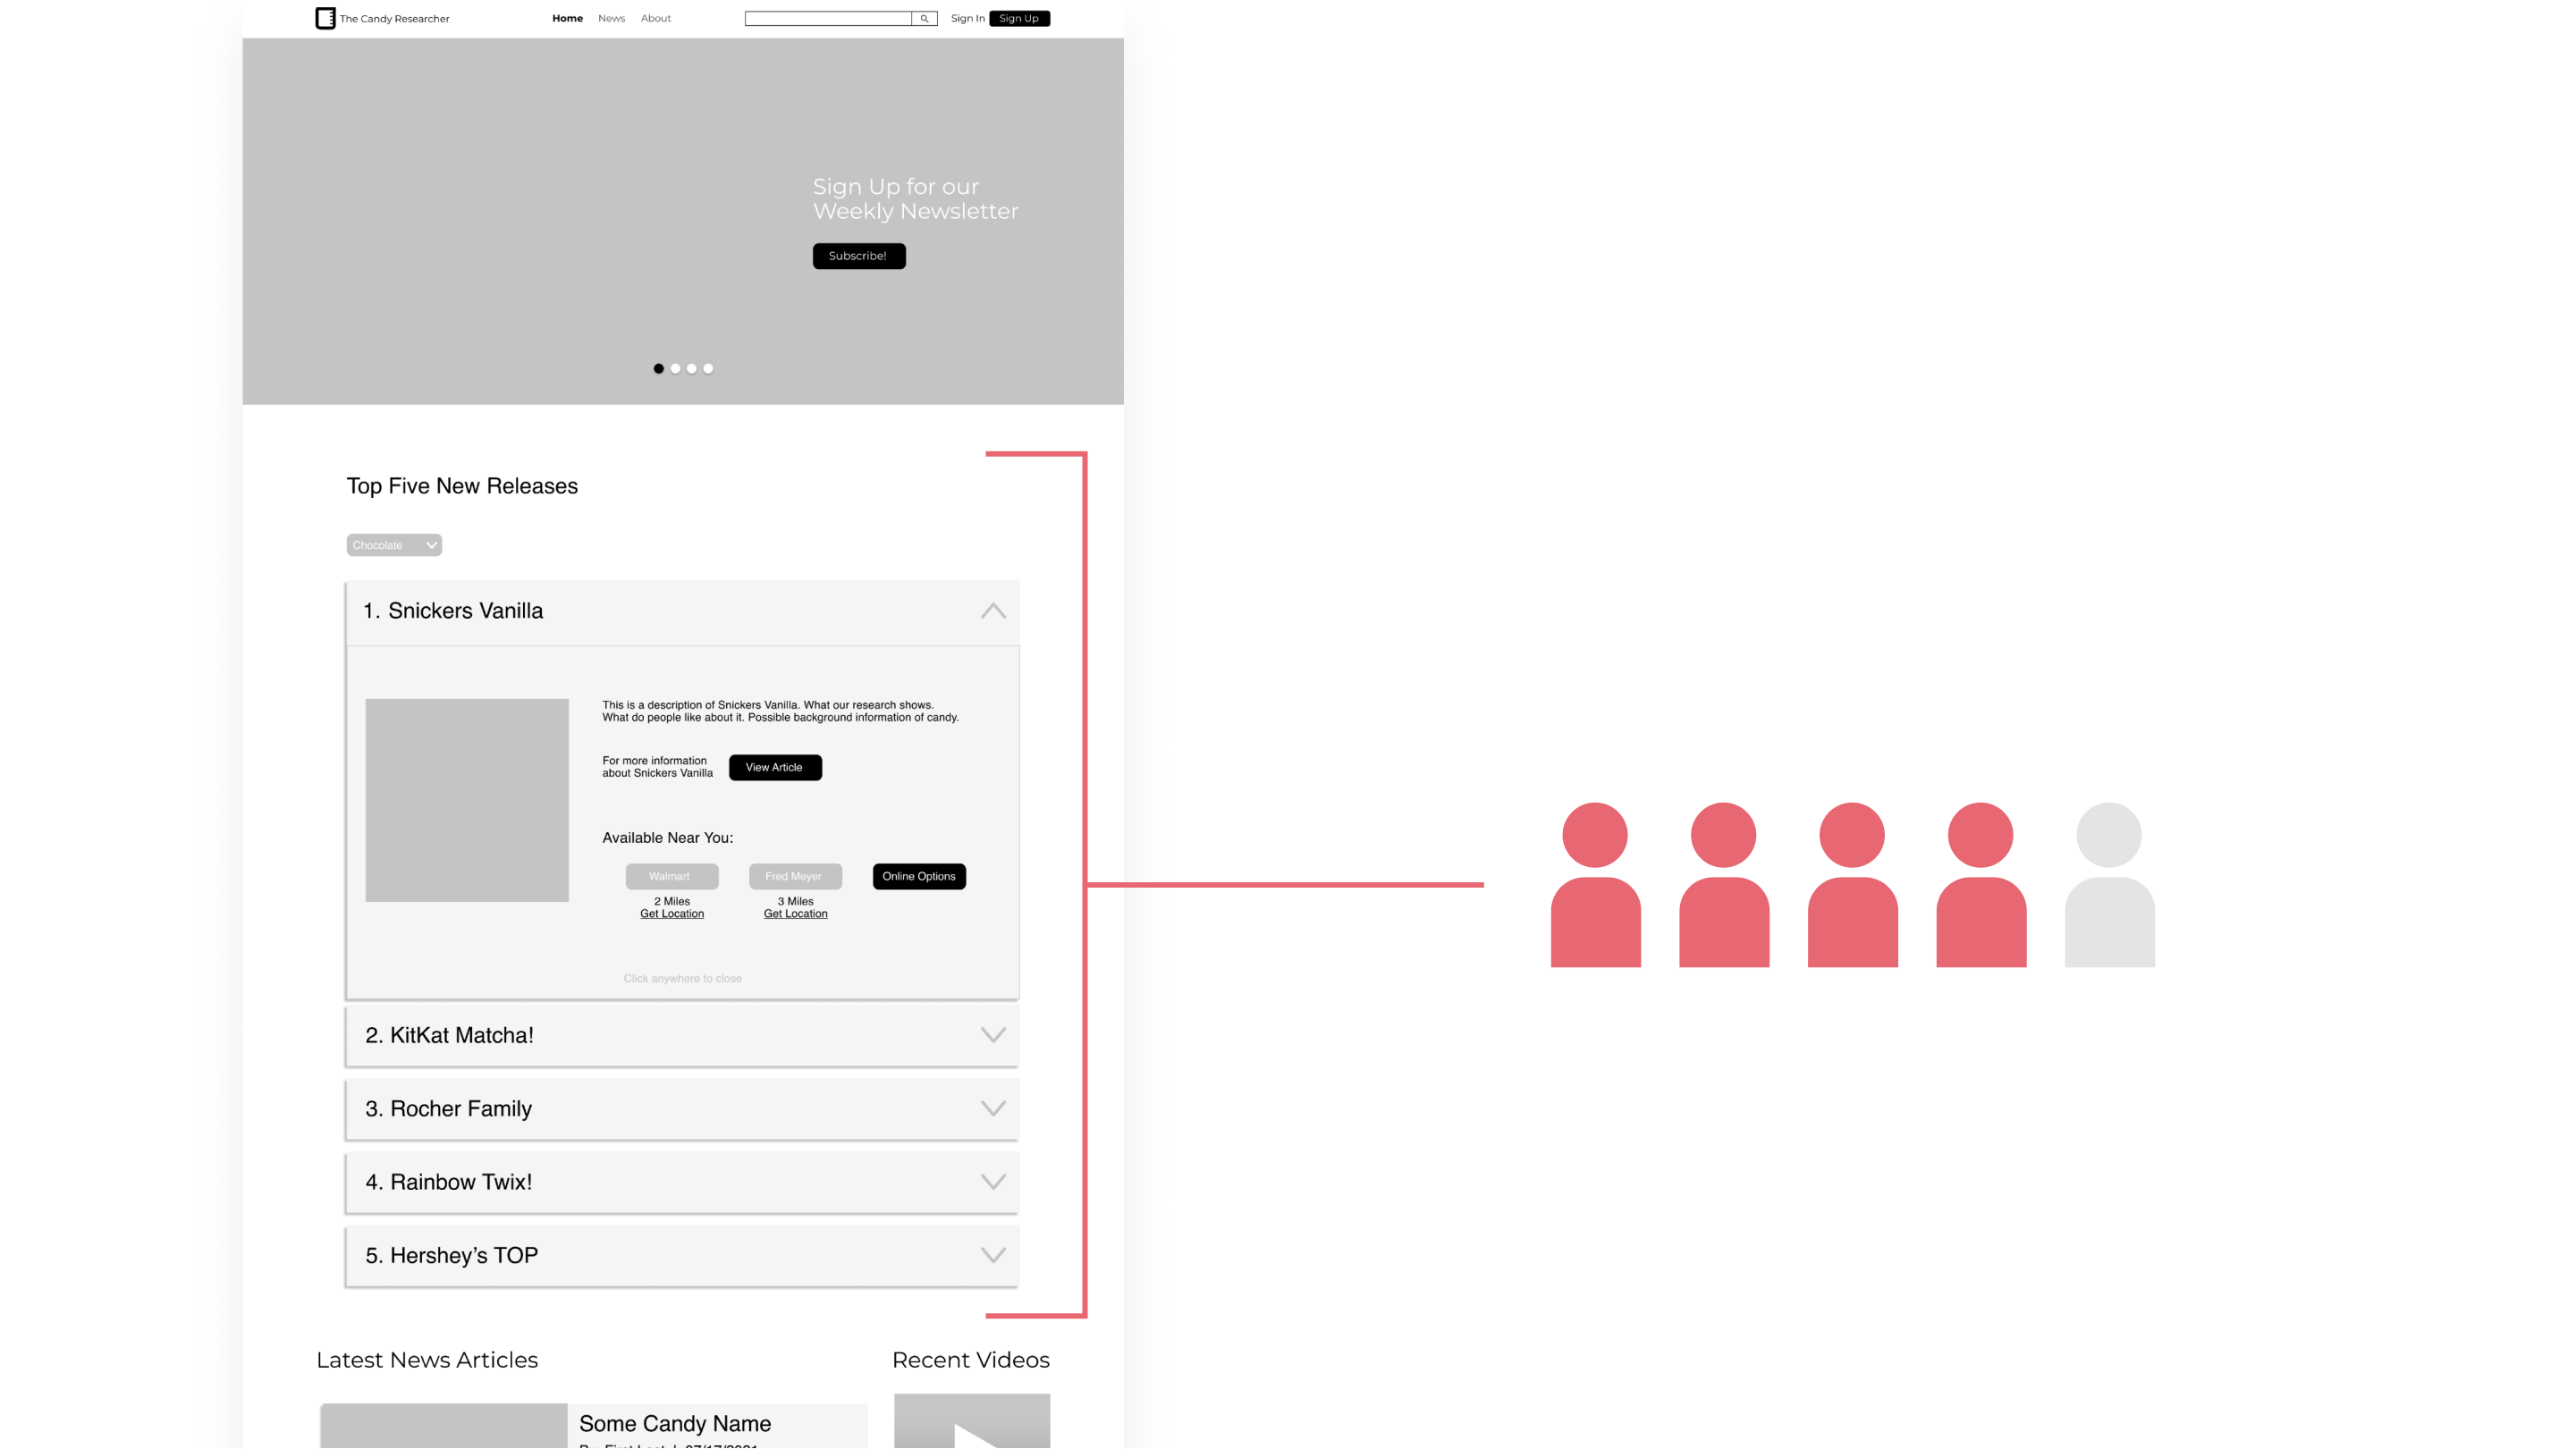 The Candy Researcher
Home News About
Sign In Sign Up
Sign Up for our
Weekly Newsletter
Subscribe!
Top Five New Releases
Chocolate
1. Snickers Vanilla
This is a description of Snickers Vanilla. What our research shows.
What do people like about it. Possible background information of candy.
For more information
about Snickers Vanilla
View Article
Available Near You:
Walmart Fred Meyer Online Options
2 Miles 3 Miles
Get Location Get Location
Click anywhere to close
2. KitKat Matcha!
3. Rocher Family
4. Rainbow Twix!
5. Hershey’s TOP
Latest News Articles
Recent Videos
Some Candy Name